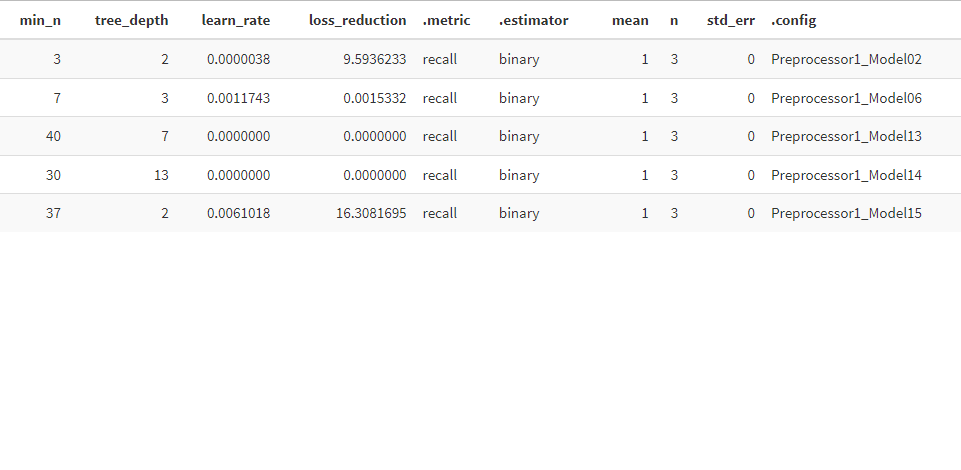 min_n tree_depth learn_rate loss_reduction .metric .estimator mean n std_err .config
3 2 0.0000038 9.5936233 recall binary 1 3 0 Preprocessor1_Model02
7 3 0.0011743 0.0015332 recall binary 1 3 0 Preprocessor1_Model06
40 7 0.0000000 0.0000000 recall binary 1 3 0 Preprocessor1_Model13
30 13 0.0000000 0.0000000 recall binary 1 3 0 Preprocessor1_Model14
37 2 0.0061018 16.3081695 recall binary 1 3 0 Preprocessor1_Model15